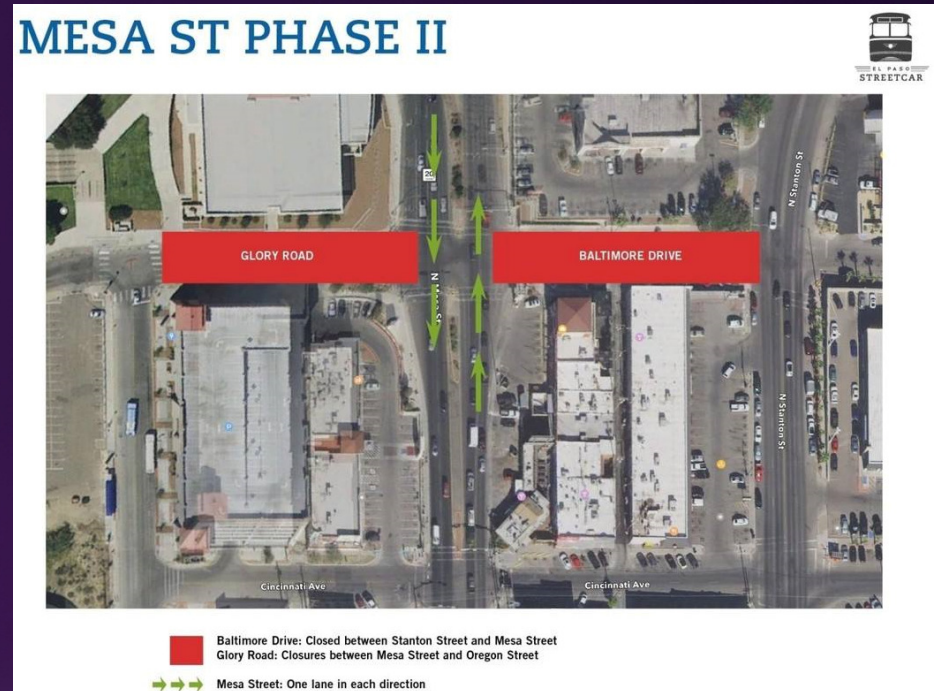 MESA ST PHASE II
EL PASO
STREETCAR
20
N Stanton St
GLORY ROAD
BALTIMORE DRIVE
N Mesa St
N Stanton St
Cincinnati Ave
Cincinnati Ave
Baltimore Drive: Closed between Stanton Street and Mesa Street
Glory Road: Closures between Mesa Street and Oregon Street
Mesa Street: One lane in each direction